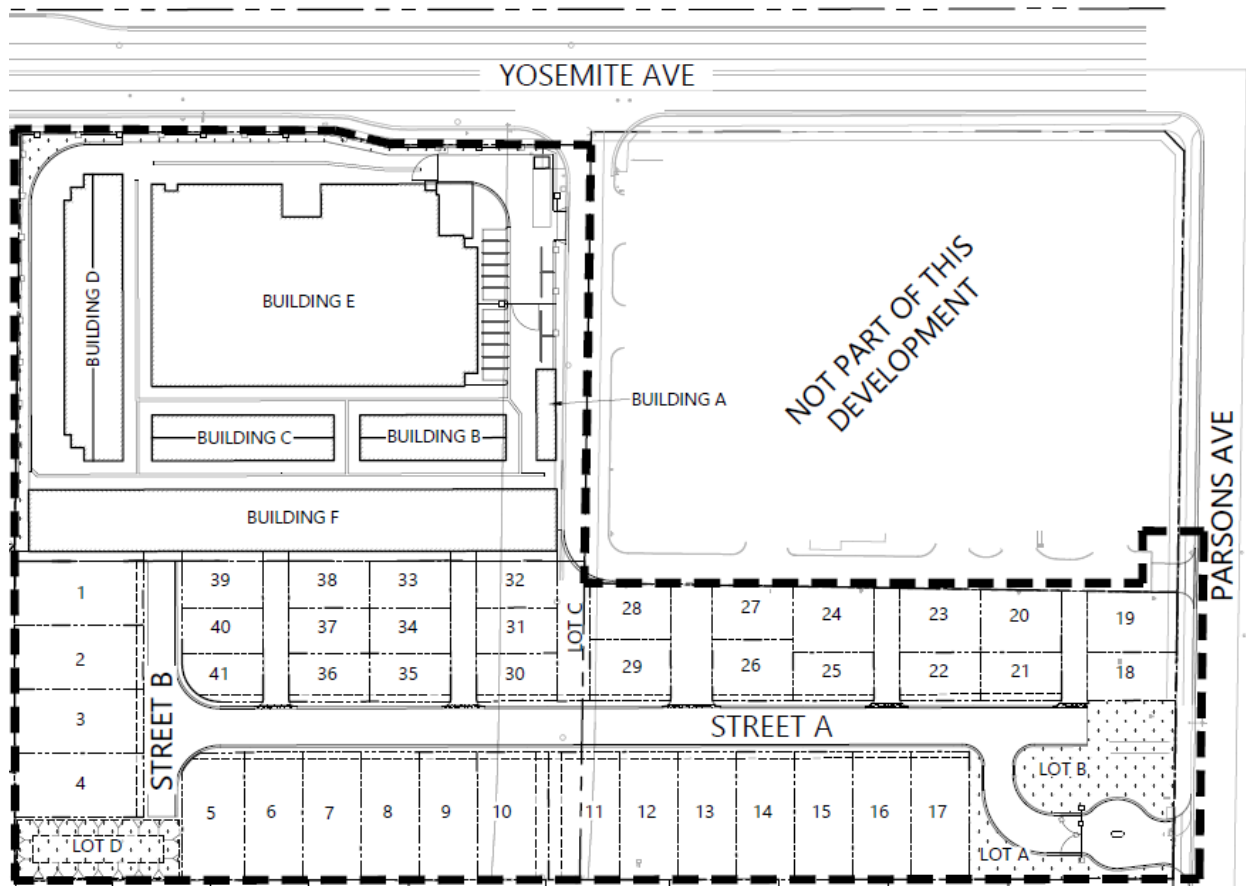 YOSEMITE AVE
BUILDING D
BUILDING E
NOT PART OF THIS
DEVELOPMENT
BUILDING A
BUILDING C
BUILDING B
PARSONS AVE
BUILDING F
1
39
38
33
32
28
27
24
23
20
19
40
37
34
31
LOT C
2
41
36
35
30
29
26
25
22
21
18
3
STREET B
STREET A
4
5
6
7
8
9
10
11
12
13
14
15
16
17
LOT B
LOT D
LOT A